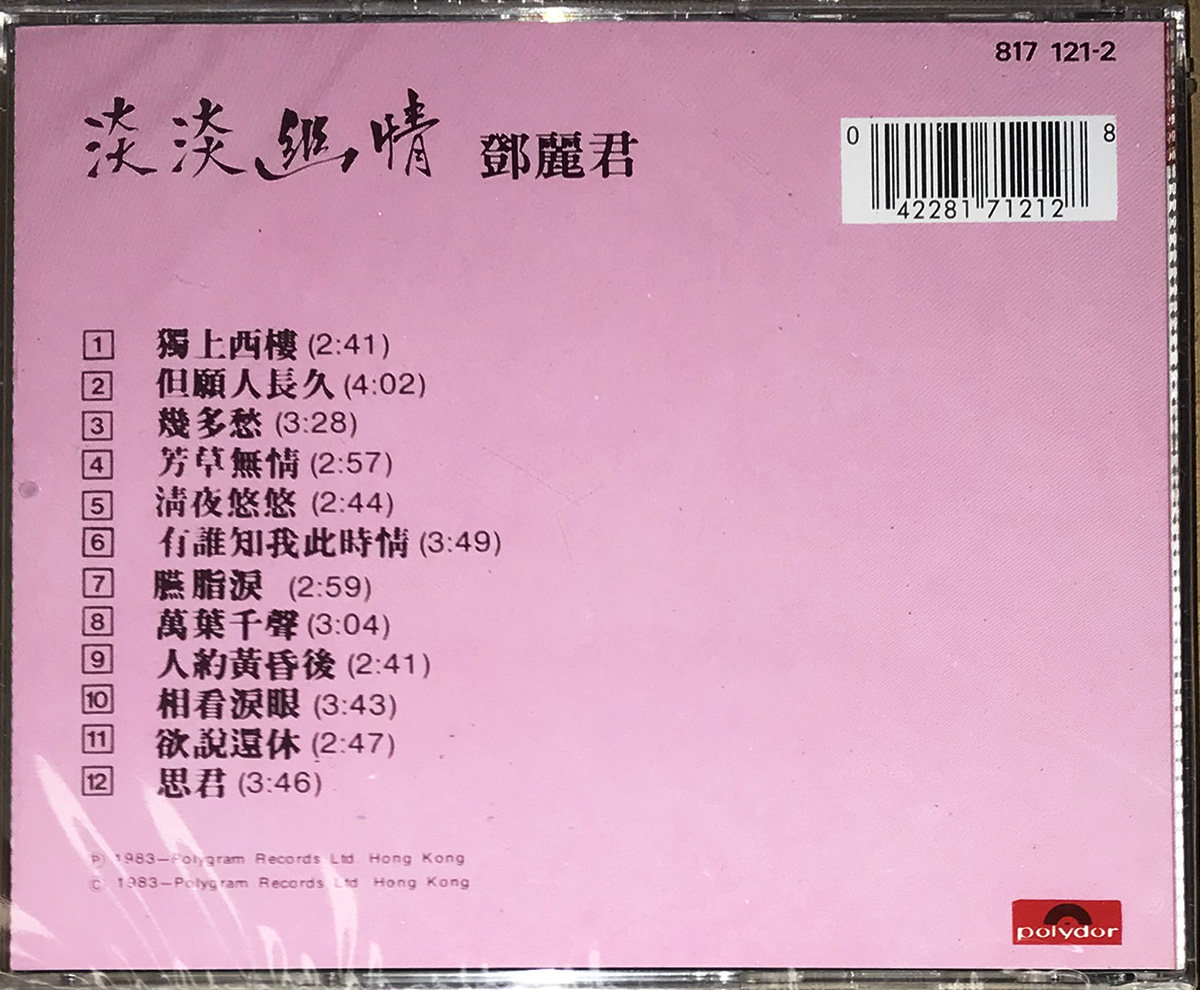 817 121-2
淡淡幽情 鄧麗君
0 42281 71212 8
1 獨上西樓 (2:41)
2 但願人長久 (4:02)
3 幾多愁 (3:28)
4 芳草無情 (2:57)
5 清夜悠悠 (2:44)
6 有誰知我此時情 (3:49)
7 臙脂淚 (2:59)
8 萬葉千聲 (3:04)
9 人約黃昏後 (2:41)
10 相看淚眼 (3:43)
11 欲說還休 (2:47)
12 思君 (3:46)
℗ 1983—Polygram Records Ltd. Hong Kong
© 1983—Polygram Records Ltd. Hong Kong
polydor